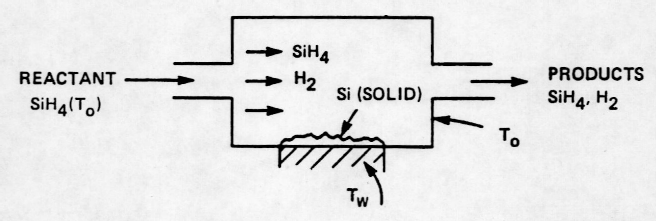 REACTANT
SiH4(To)
SiH4
H2
Si (SOLID)
PRODUCTS
SiH4, H2
To
TW